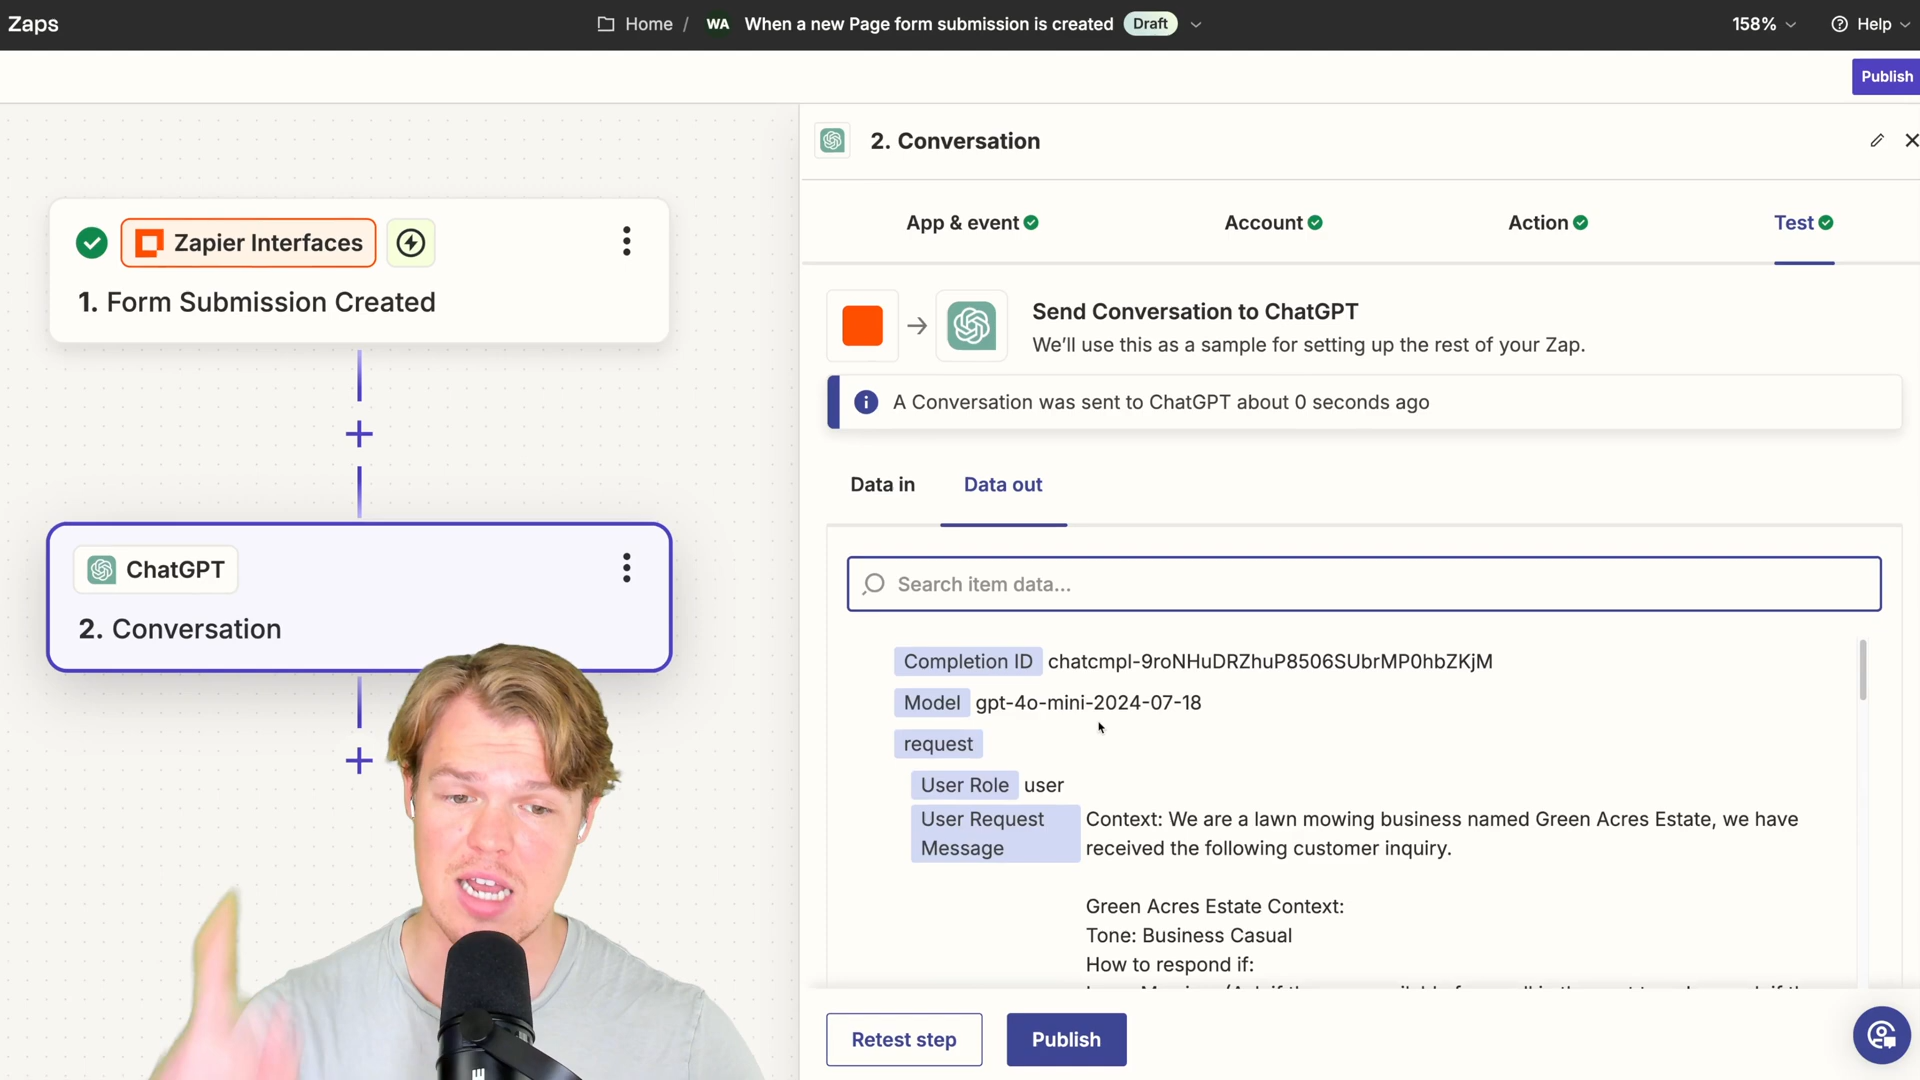 Zaps
Home / WA When a new Page form submission is created Draft
158%
Help
Publish
2. Conversation
App & event
Account
Action
Test
Zapier Interfaces
1. Form Submission Created
Send Conversation to ChatGPT
We'll use this as a sample for setting up the rest of your Zap.
A Conversation was sent to ChatGPT about 0 seconds ago
Data in
Data out
ChatGPT
2. Conversation
Search item data...
Completion ID chatcmpl-9roNHuDRZhuP8506SUbrMP0hbZKjM
Model gpt-4o-mini-2024-07-18
request
User Role user
User Request Message
Context: We are a lawn mowing business named Green Acres Estate, we have
received the following customer inquiry.
Green Acres Estate Context:
Tone: Business Casual
How to respond if:
Retest step
Publish